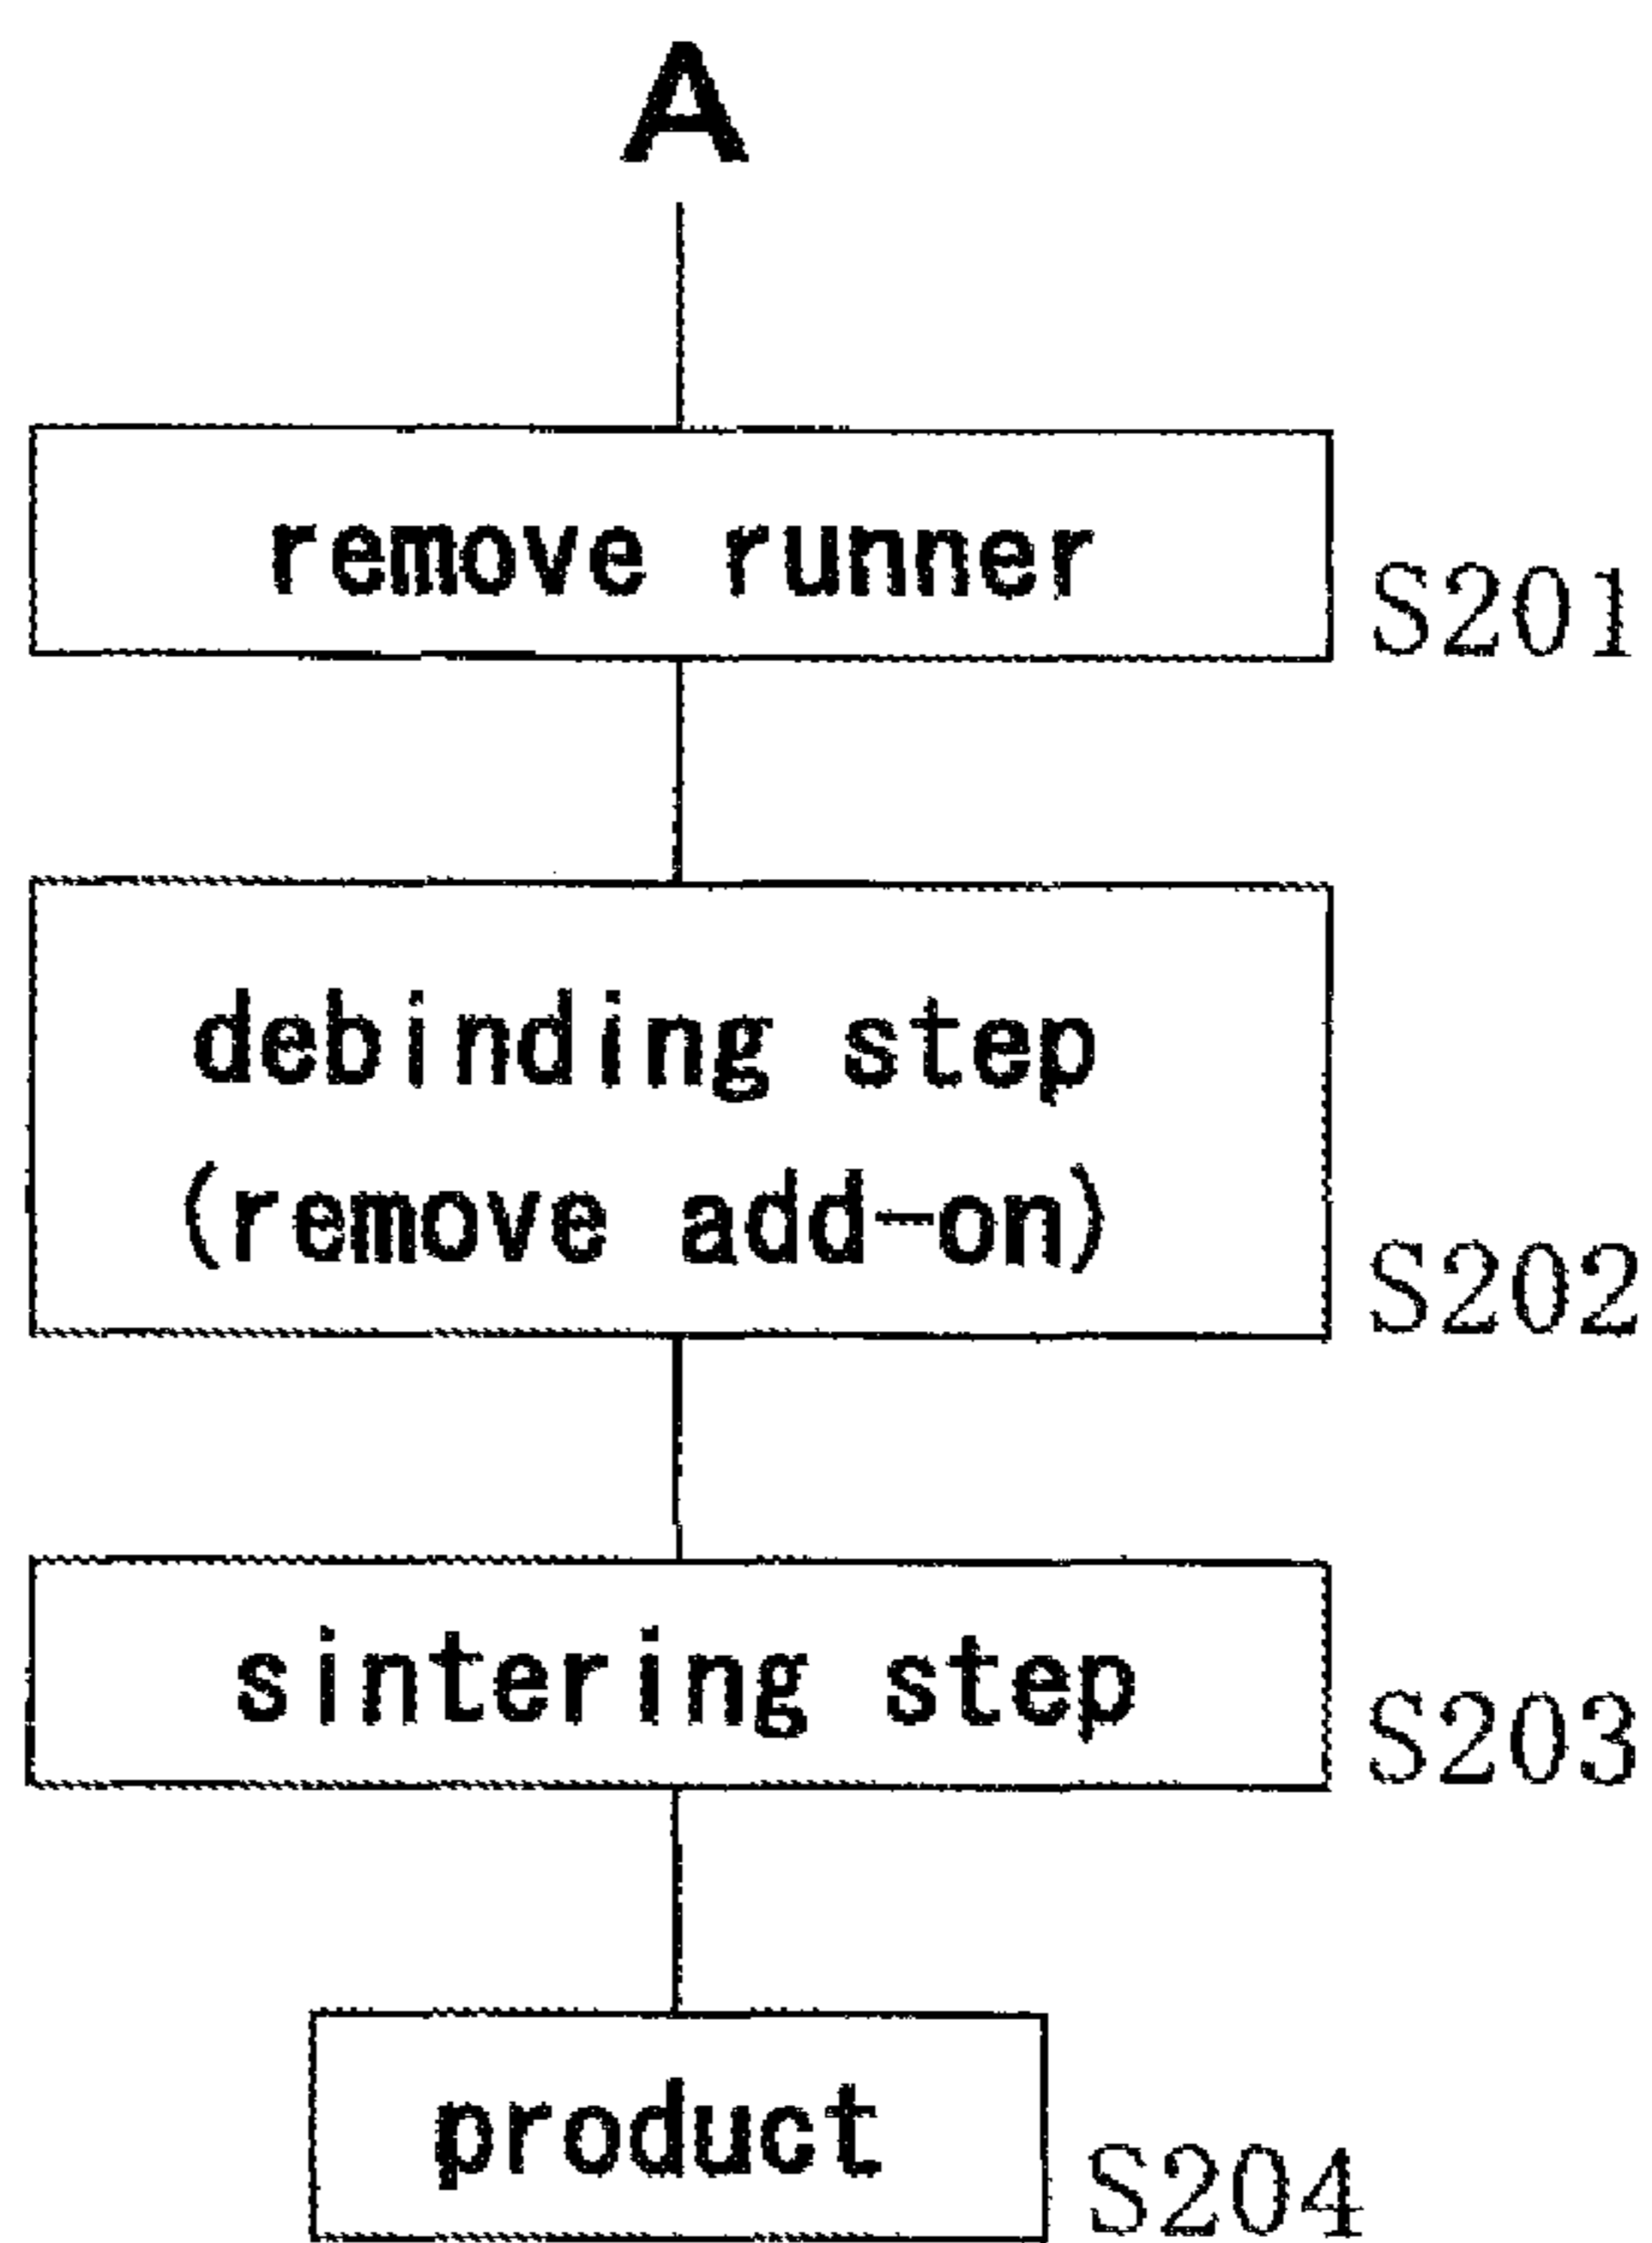 A
remove runner
S201
debinding step
(remove add-on)
S202
sintering step
S203
product
S204